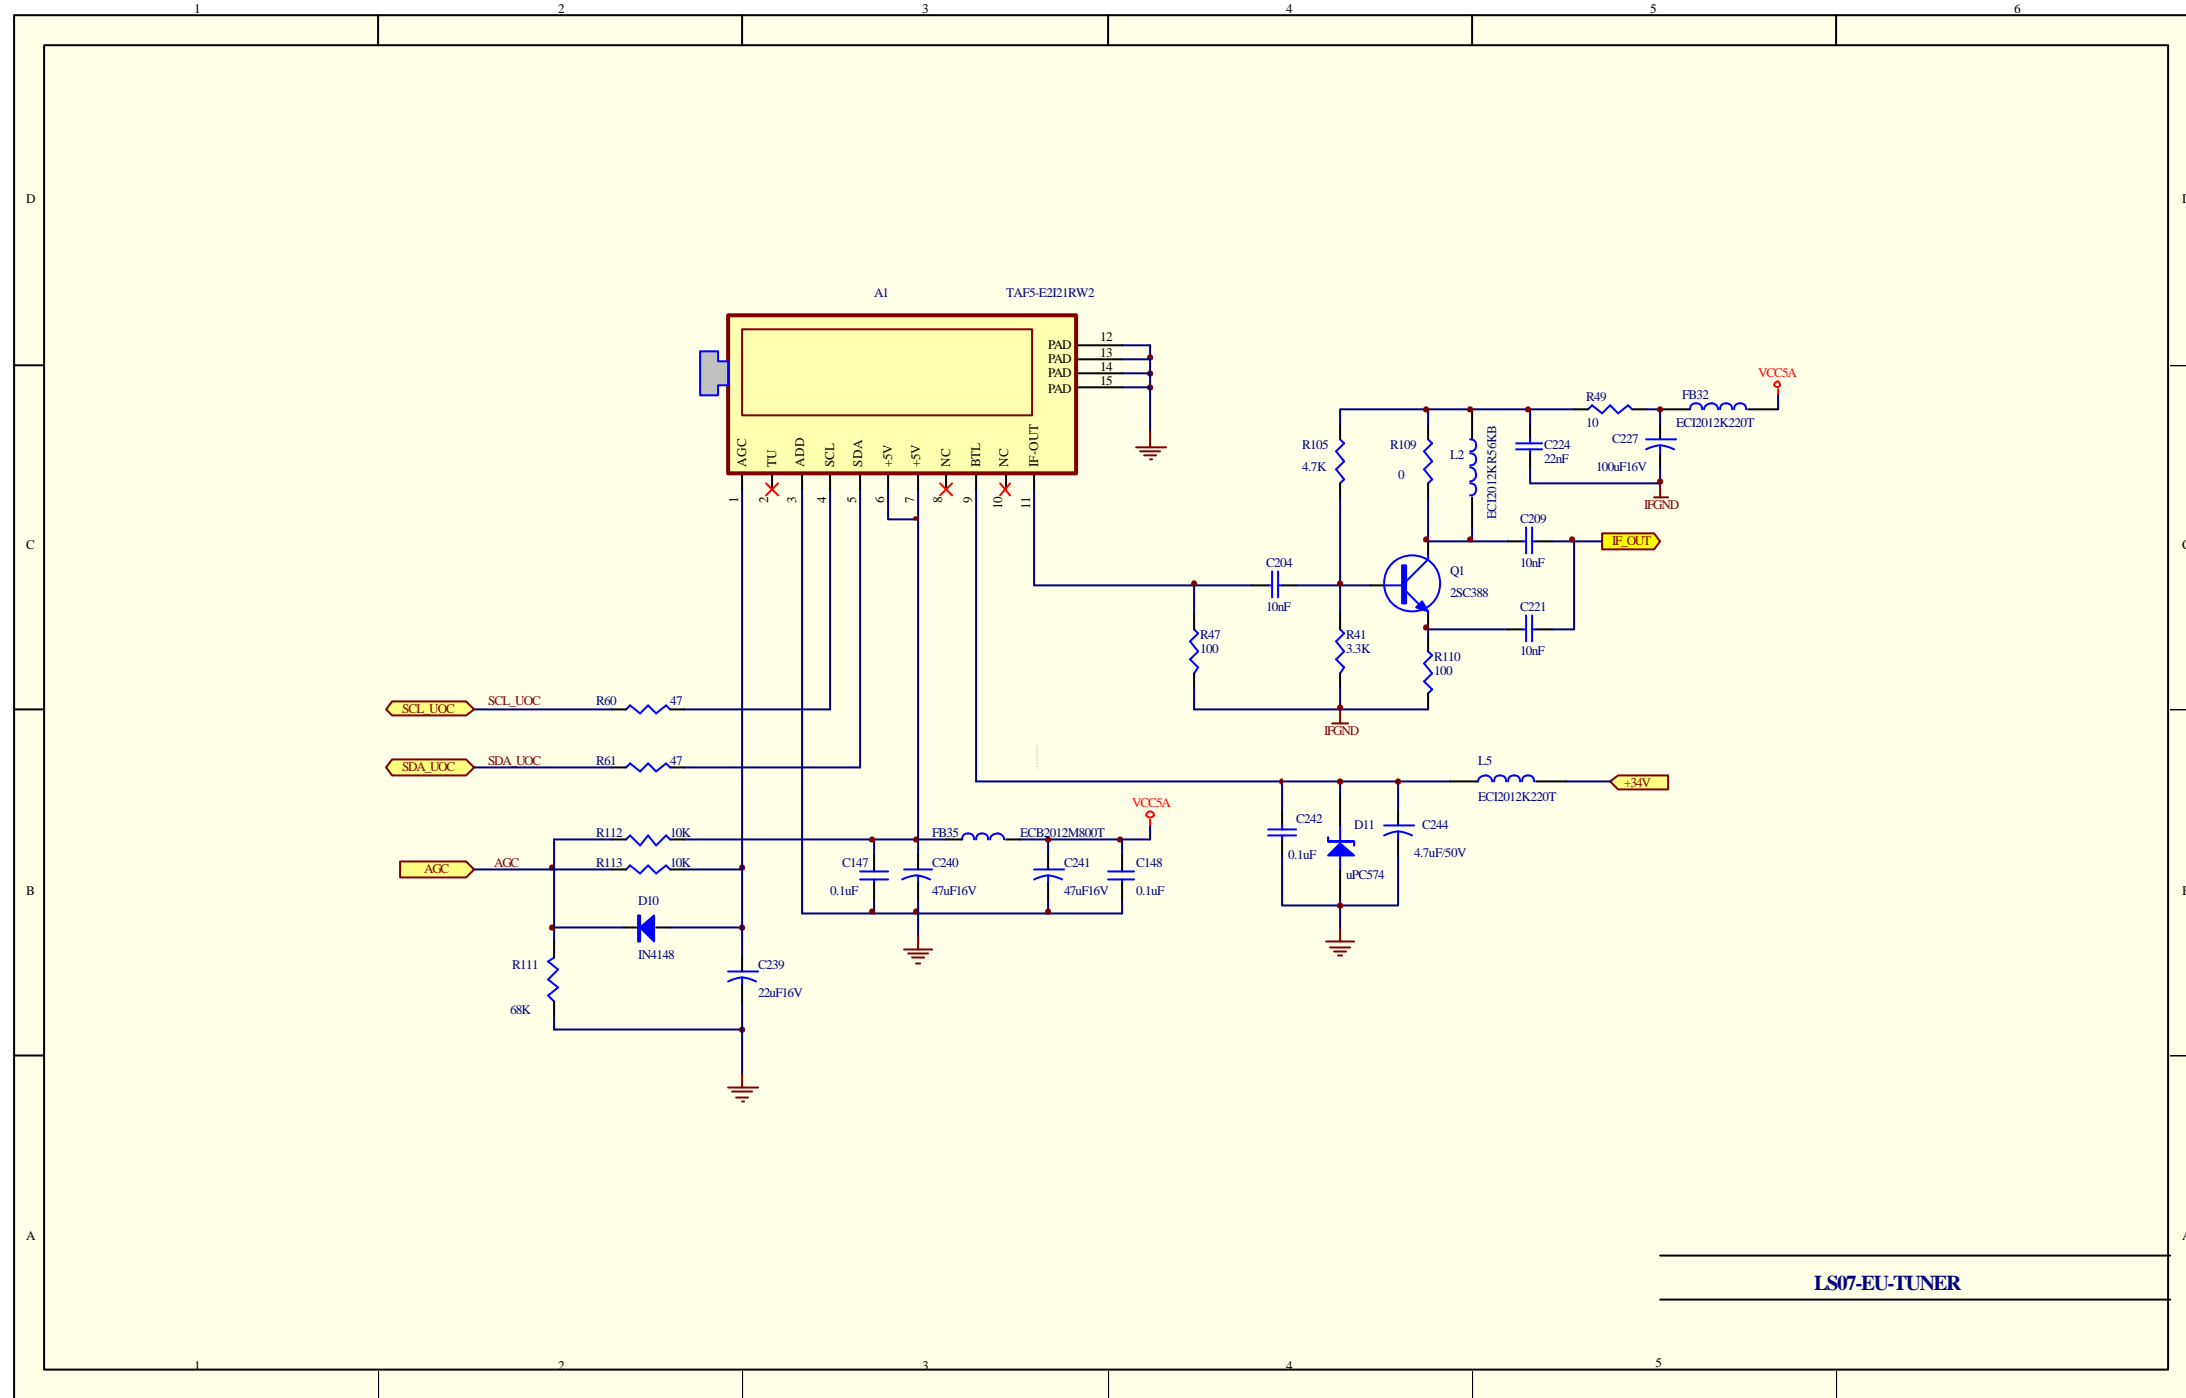 1 2 3 4 5 6
D
A1 TAF5-E2I21RW2
PAD 12
PAD 13
PAD 14
PAD 15
AGC TU ADD SCL SDA +5V +5V NC BTL NC IF-OUT
1 2 3 4 5 6 7 8 9 10 11
VCC5A
R49
10
FB32
ECI2012K220T
R105
4.7K
R109
0
L2
ECI2012KR56KB
C224
22nF
C227
100uF16V
IFGND
C
C209
10nF
IF_OUT
C204
10nF
Q1
2SC388
C221
10nF
R47
100
R41
3.3K
R110
100
IFGND
SCL_UOC SCL_UOC R60 47
SDA_UOC SDA_UOC R61 47
L5
ECI2012K220T
+34V
VCC5A
R112 10K
FB35 ECB2012M800T
C242
0.1uF
D11
uPC574
C244
4.7uF/50V
AGC AGC R113 10K
C147
0.1uF
C240
47uF16V
C241
47uF16V
C148
0.1uF
B
D10
IN4148
R111
68K
C239
22uF16V
A
LS07-EU-TUNER
1 2 3 4 5